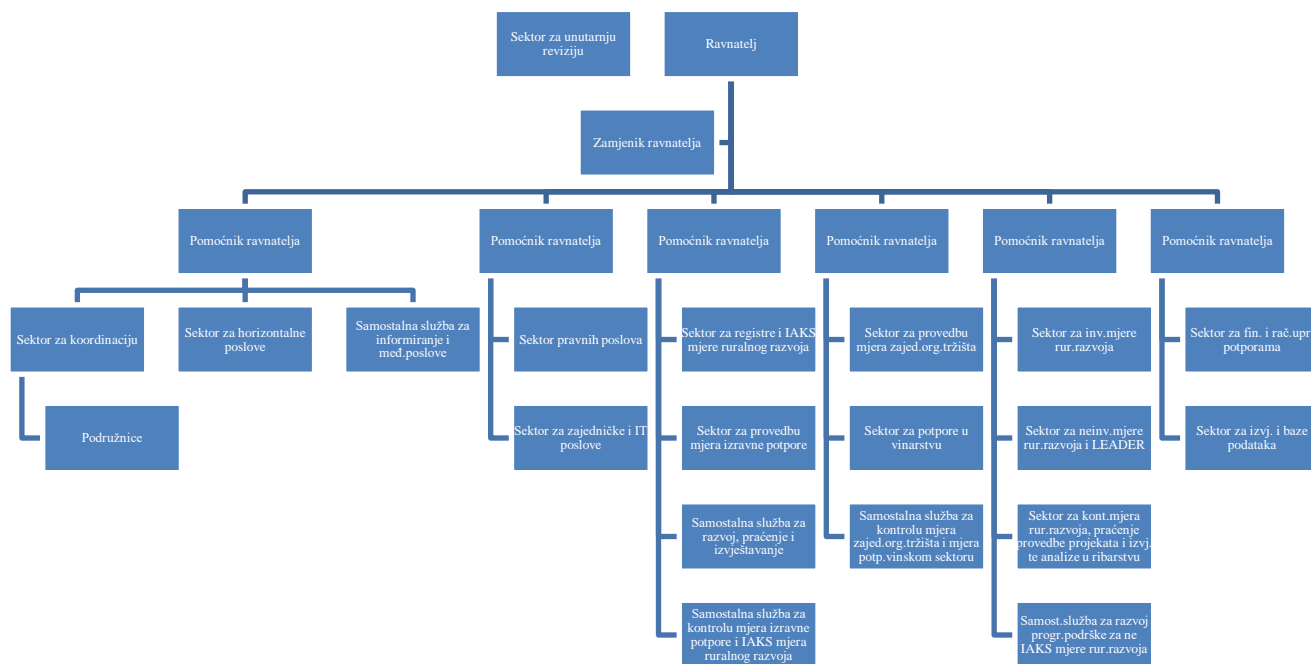 Sektor za unutarnju
reviziju
Ravnatelj
Zamjenik ravnatelja
Pomoćnik ravnatelja
Pomoćnik ravnatelja
Pomoćnik ravnatelja
Pomoćnik ravnatelja
Pomoćnik ravnatelja
Pomoćnik ravnatelja
Sektor za koordinaciju
Sektor za horizontalne
poslove
Samostalna služba za
informiranje i
međ.poslove
Podružnice
Sektor pravnih poslova
Sektor za zajedničke i IT
poslove
Sektor za registre i IAKS
mjere ruralnog razvoja
Sektor za provedbu
mjera izravne potpore
Samostalna služba za
razvoj, praćenje i
izvještavanje
Samostalna služba za
kontrolu mjera izravne
potpore i IAKS mjera
ruralnog razvoja
Sektor za provedbu
mjera zajed.org.tržišta
Sektor za potpore u
vinarstvu
Samostalna služba za
kontrolu mjera
zajed.org.tržišta i mjera
potp.vinskom sektoru
Sektor za inv.mjere
rur.razvoja
Sektor za neinv.mjere
rur.razvoja i LEADER
Sektor za kont.mjera
rur.razvoja, praćenje
provedbe projekata i izvj.
te analize u ribarstvu
Samost.služba za razvoj i
progr.podrške za ne
IAKS mjere rur.razvoja
Sektor za fin. i rač.upr.
potporama
Sektor za izvj. i baze
podataka